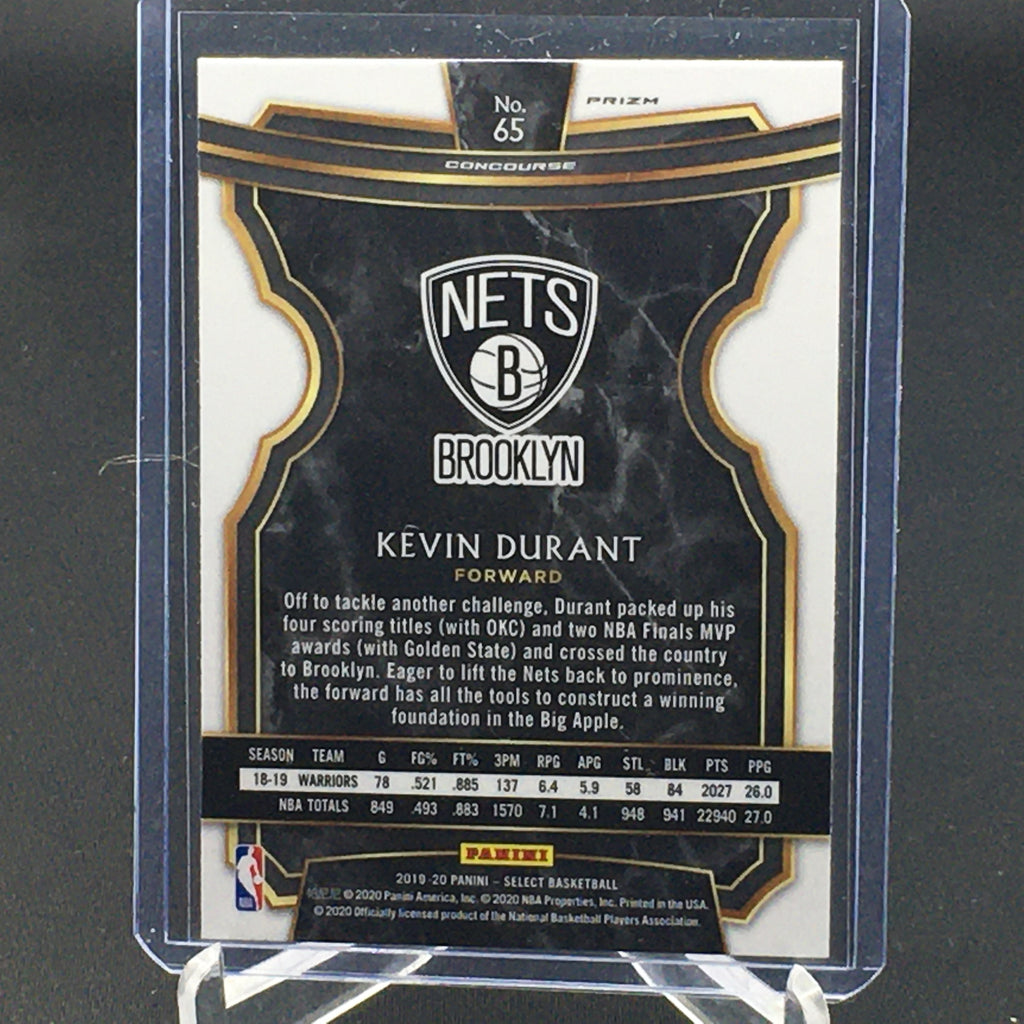 No.
65
PRIZM
CONCOURSE
NETS
B
BROOKLYN
KEVIN DURANT
FORWARD
Off to tackle another challenge, Durant packed up his
four scoring titles (with OKC) and two NBA Finals MVP
awards (with Golden State) and crossed the country
to Brooklyn. Eager to lift the Nets back to prominence,
the forward has all the tools to construct a winning
foundation in the Big Apple.
SEASON TEAM G FG% FT% 3PM RPG APG STL BLK PTS PPG
18-19 WARRIORS 78 .521 .885 137 6.4 5.9 58 84 2027 26.0
NBA TOTALS 849 .493 .883 1570 7.1 4.1 948 941 22940 27.0
PANINI
NBA
2019-20 PANINI – SELECT BASKETBALL
帕尼尼 © 2020 Panini America, Inc. © 2020 NBA Properties, Inc. Printed in the USA.
© 2020 Officially licensed product of the National Basketball Players Association.